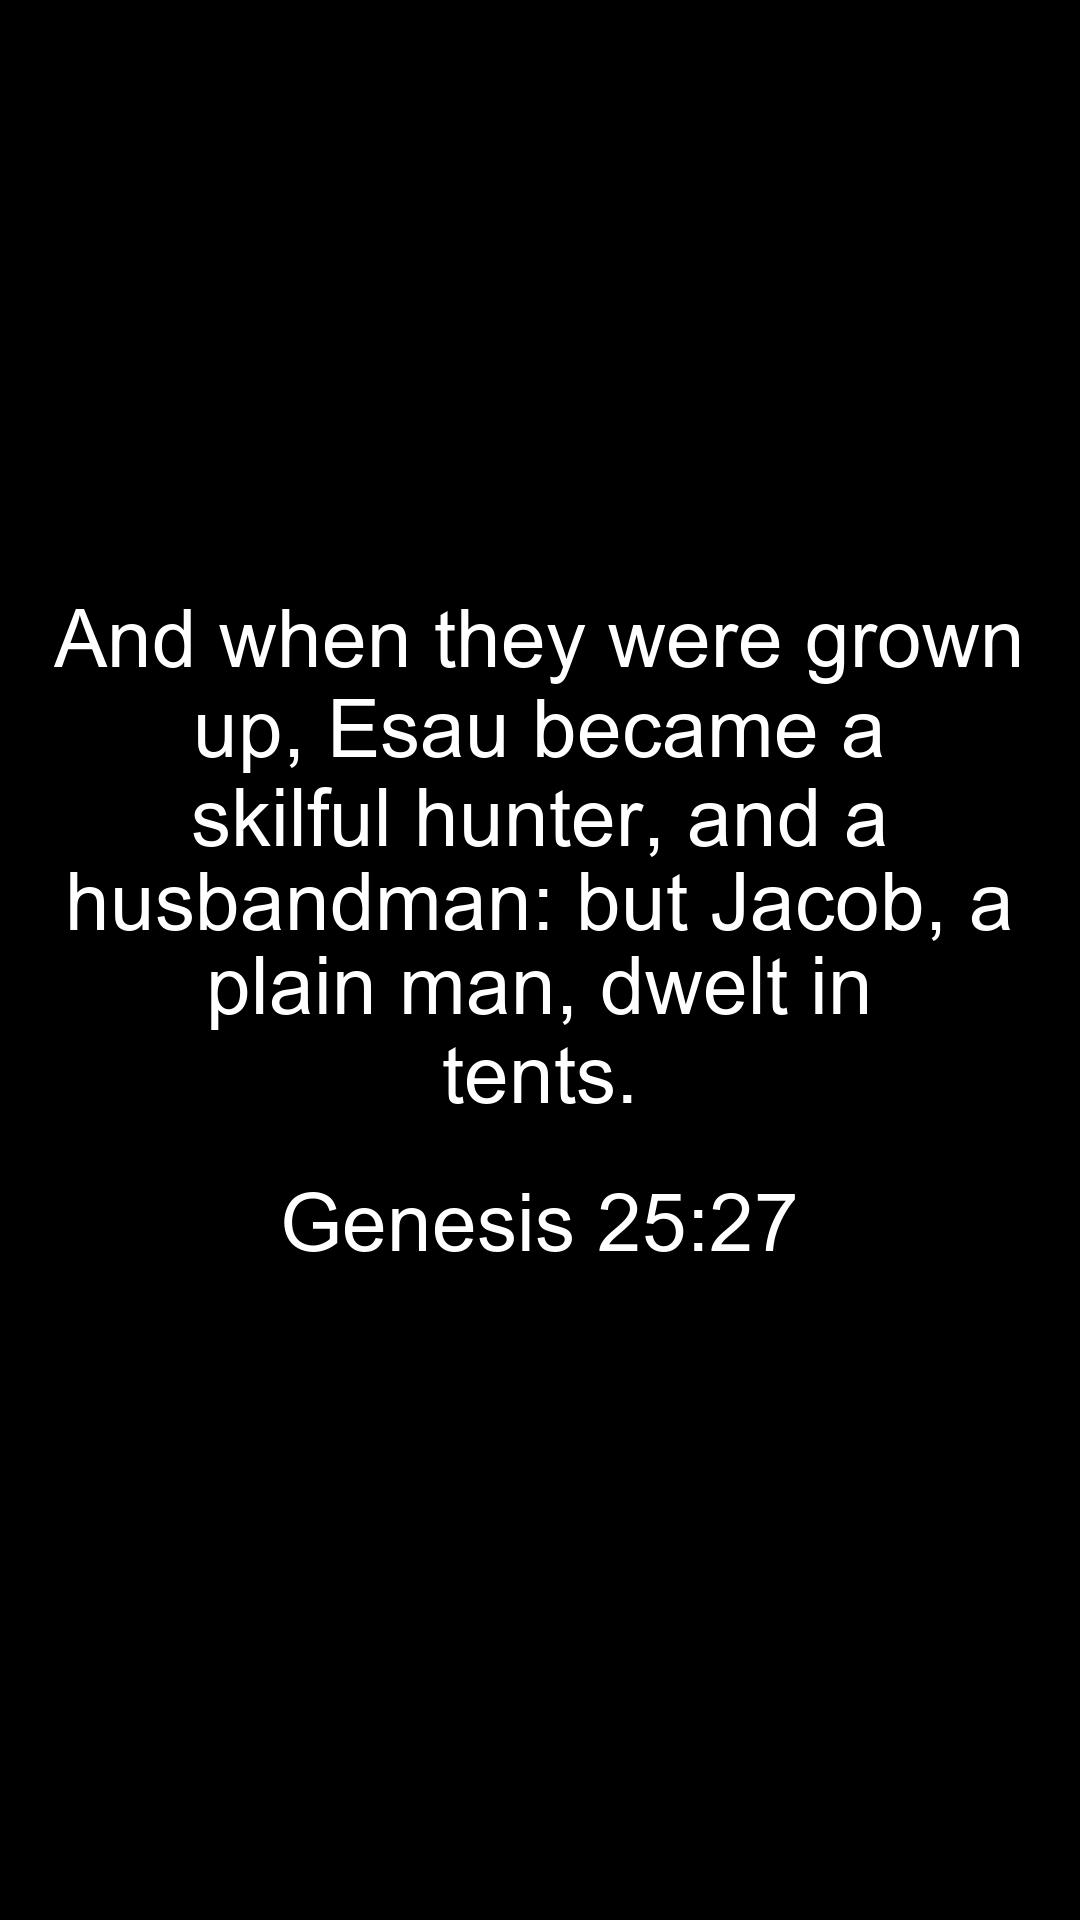 And when they were grown
up, Esau became a
skilful hunter, and a
husbandman: but Jacob, a
plain man, dwelt in
tents.
Genesis 25:27